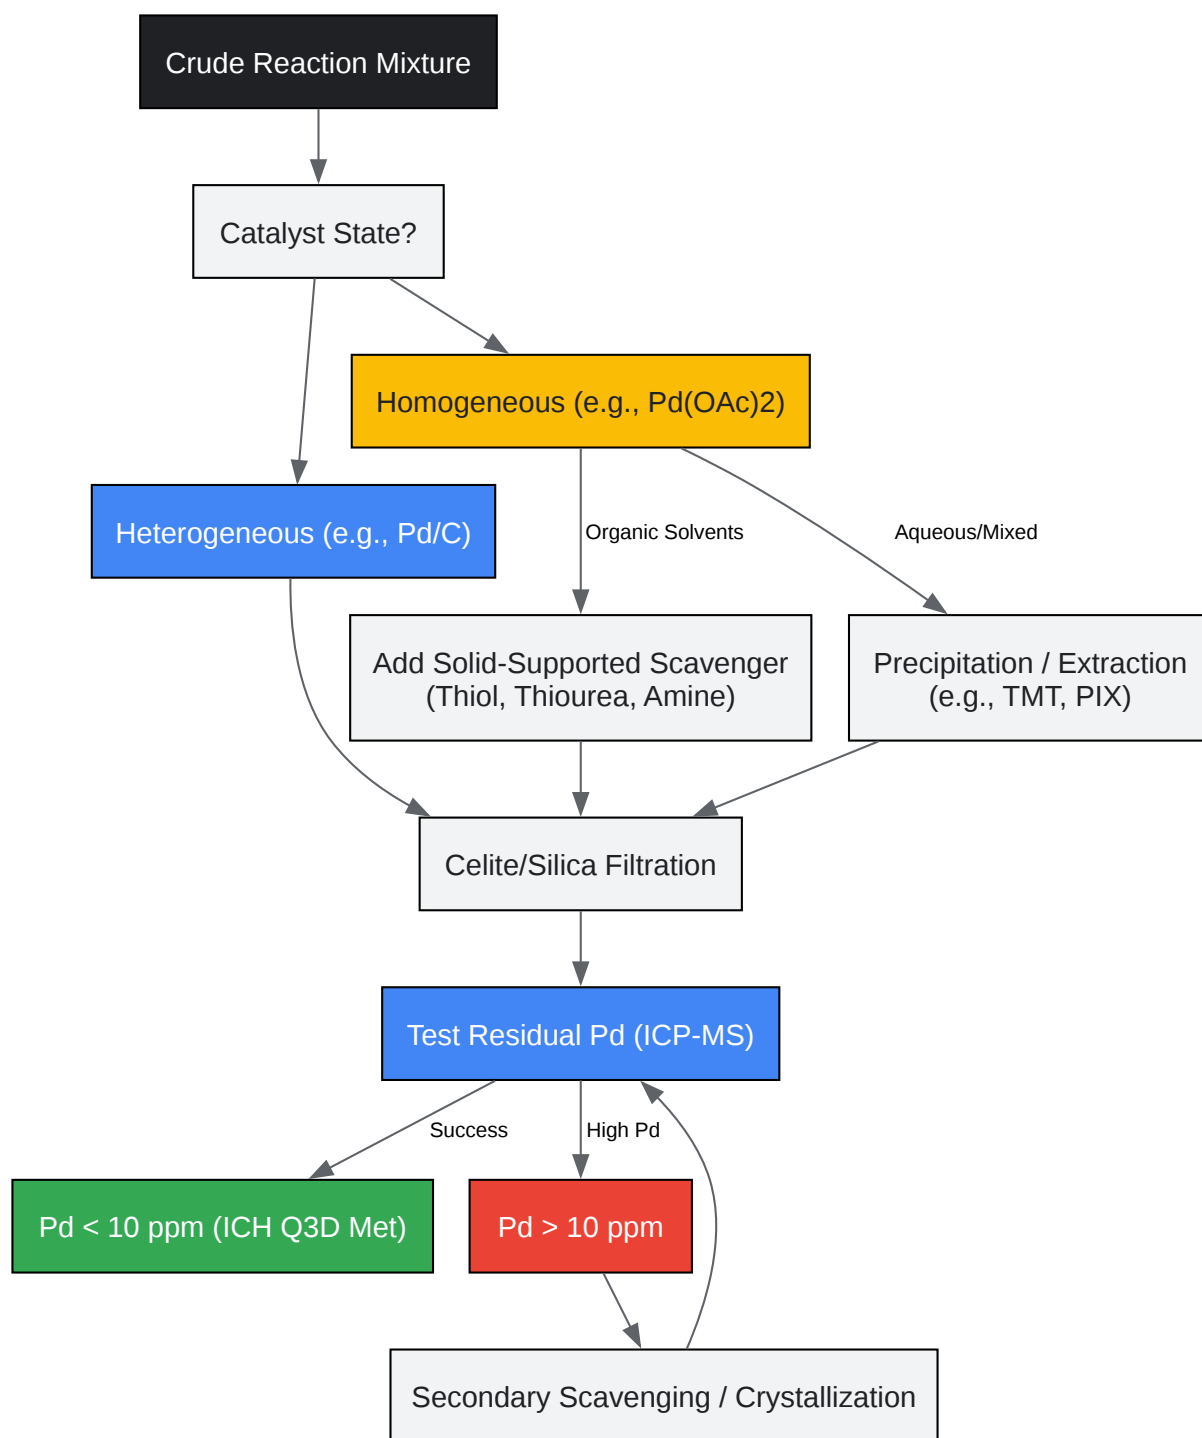 Crude Reaction Mixture
Catalyst State?
Homogeneous (e.g., Pd(OAc)2)
Heterogeneous (e.g., Pd/C)
Organic Solvents
Aqueous/Mixed
Add Solid-Supported Scavenger
(Thiol, Thiourea, Amine)
Precipitation / Extraction
(e.g., TMT, PIX)
Celite/Silica Filtration
Test Residual Pd (ICP-MS)
Success
High Pd
Pd < 10 ppm (ICH Q3D Met)
Pd > 10 ppm
Secondary Scavenging / Crystallization